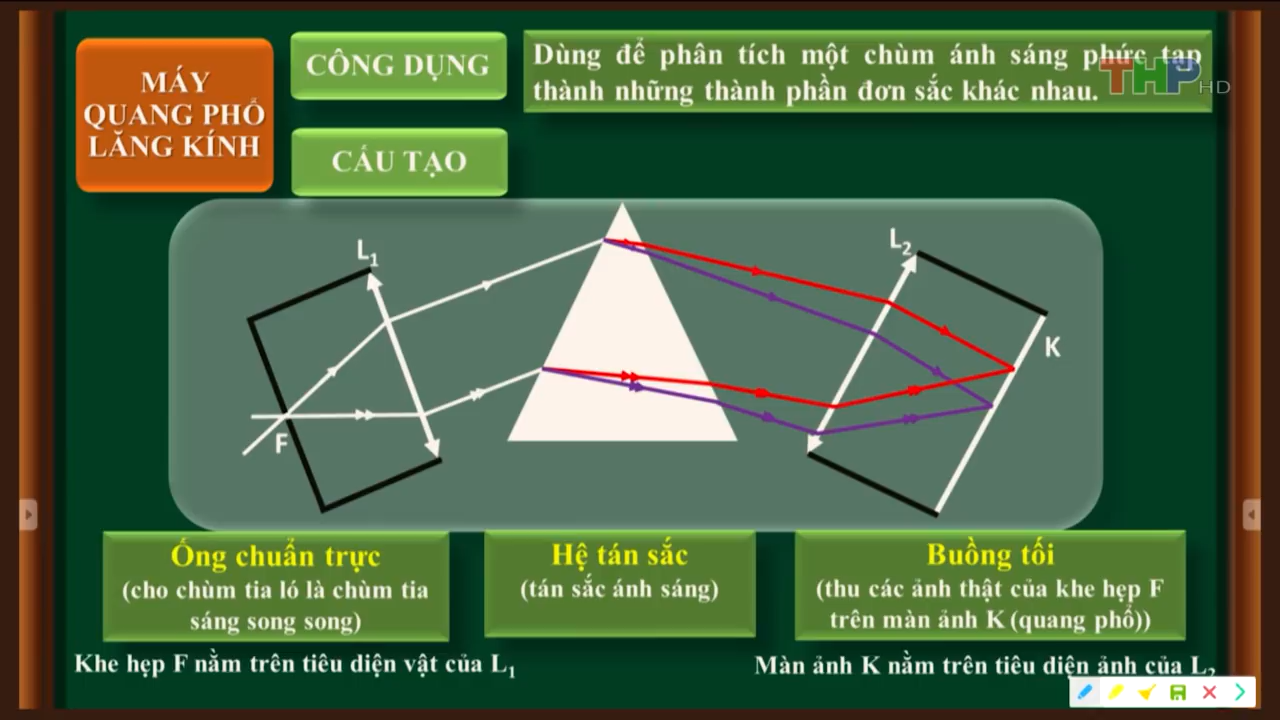 MÁY
QUANG PHỔ
LĂNG KÍNH
CÔNG DỤNG
Dùng để phân tích một chùm ánh sáng phức tạp
thành những thành phần đơn sắc khác nhau.
THP HD
CẤU TẠO
L1
L2
K
F
Ống chuẩn trực
(cho chùm tia ló là chùm tia
sáng song song)
Hệ tán sắc
(tán sắc ánh sáng)
Buồng tối
(thu các ảnh thật của khe hẹp F
trên màn ảnh K (quang phổ))
Khe hẹp F nằm trên tiêu diện vật của L1
Màn ảnh K nằm trên tiêu diện ảnh của L2